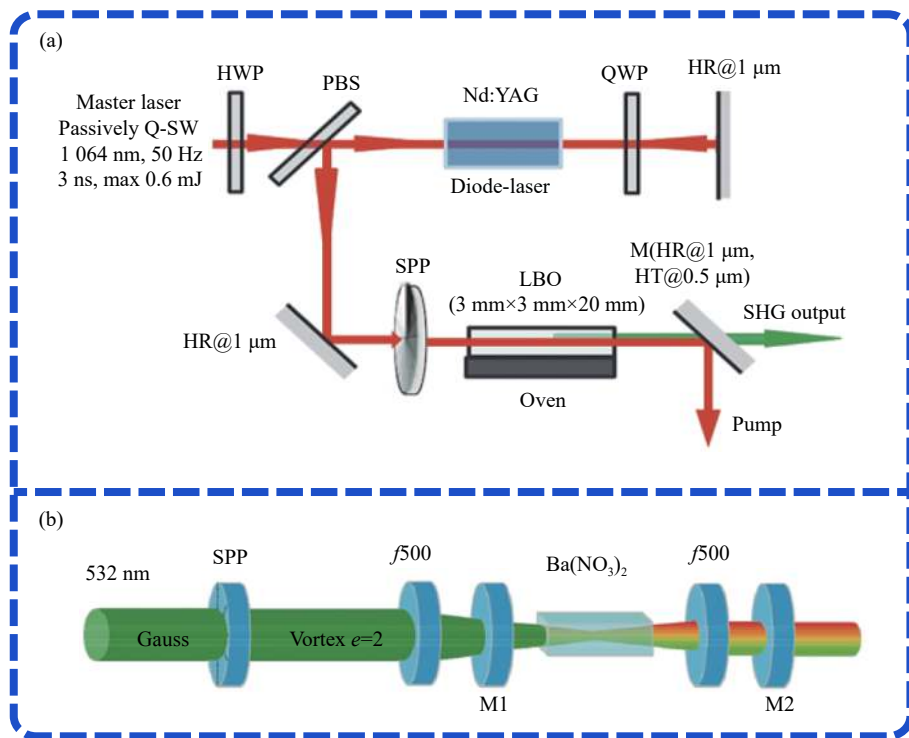 (a)
HWP
PBS
Nd:YAG
QWP
HR@1 μm
Master laser
Passively Q-SW
1 064 nm, 50 Hz
3 ns, max 0.6 mJ
Diode-laser
SPP
LBO
(3 mm×3 mm×20 mm)
M(HR@1 μm,
HT@0.5 μm)
SHG output
HR@1 μm
Oven
Pump
(b)
532 nm
SPP
f500
Ba(NO₃)₂
f500
Gauss
Vortex e=2
M1
M2